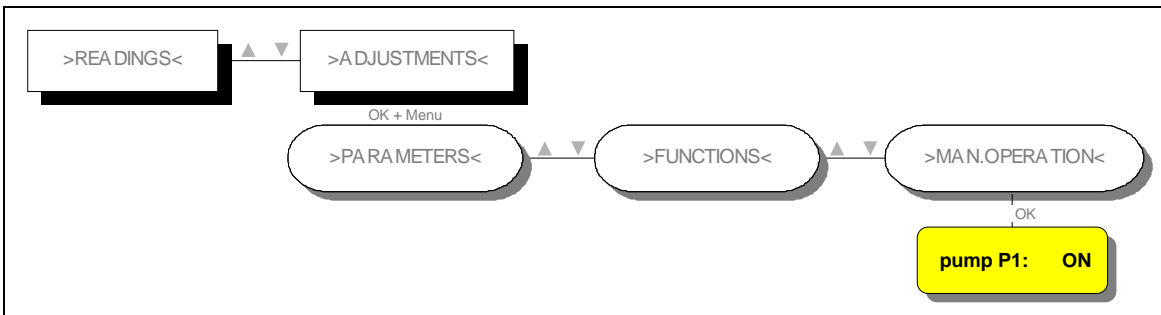 >READINGS< ▲ ▼ >ADJUSTMENTS<
OK + Menu
>PARAMETERS< ▲ ▼ >FUNCTIONS< ▲ ▼ >MAN.OPERATION<
OK
pump P1: ON